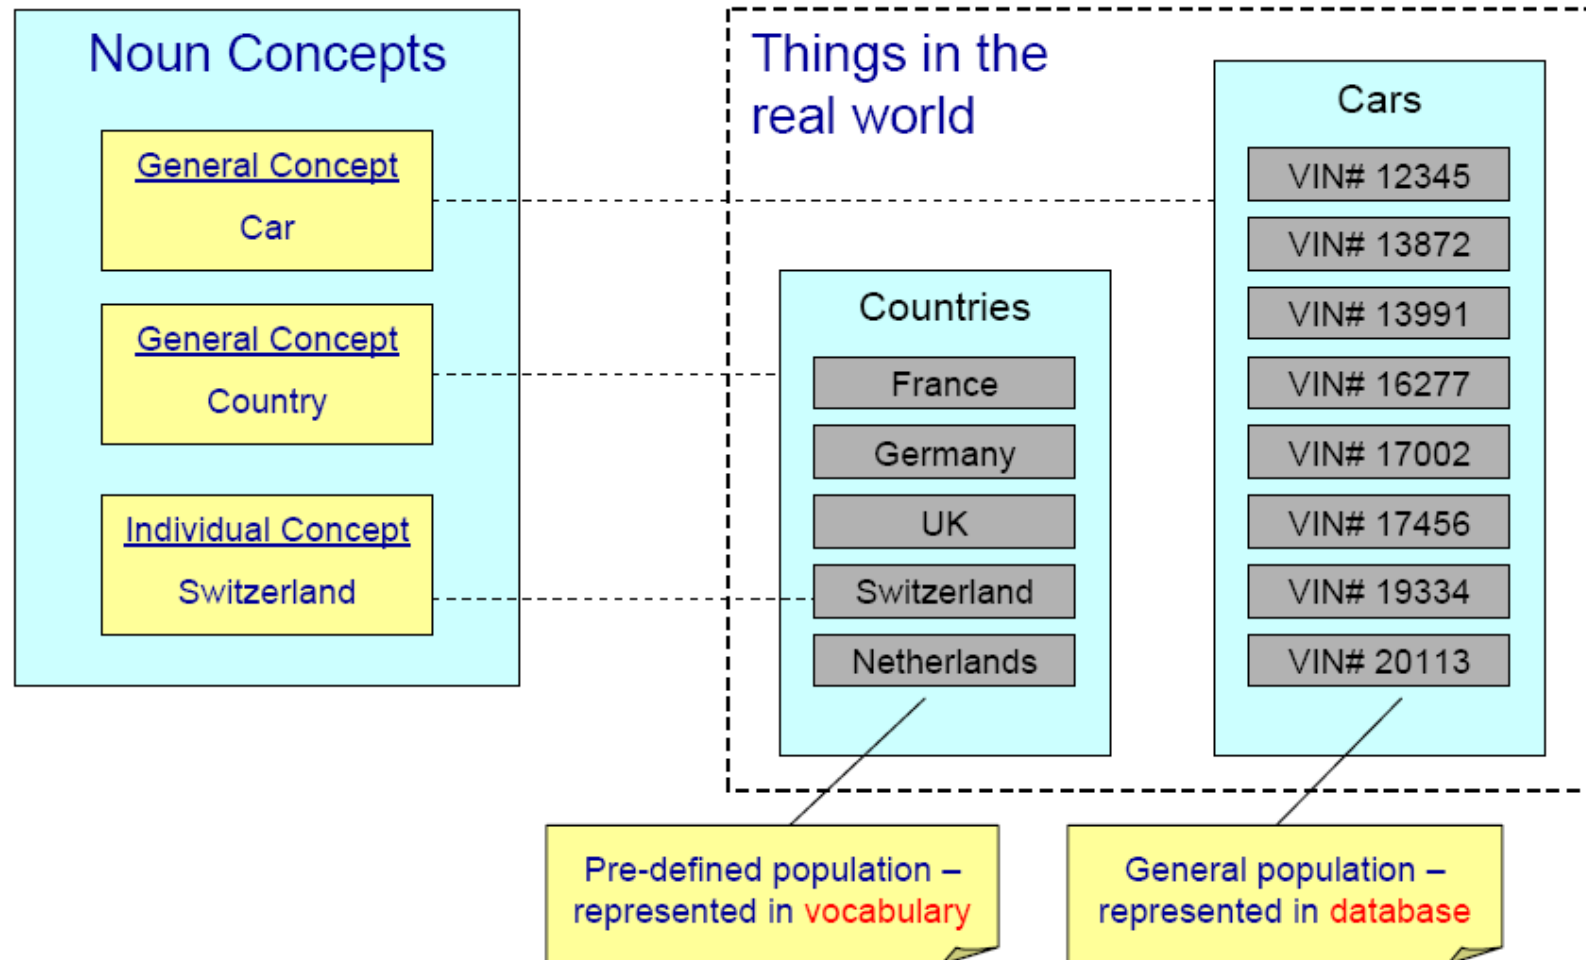 Noun Concepts
General Concept
Car
General Concept
Country
Individual Concept
Switzerland
Things in the
real world
Countries
France
Germany
UK
Switzerland
Netherlands
Cars
VIN# 12345
VIN# 13872
VIN# 13991
VIN# 16277
VIN# 17002
VIN# 17456
VIN# 19334
VIN# 20113
Pre-defined population –
represented in vocabulary
General population –
represented in database